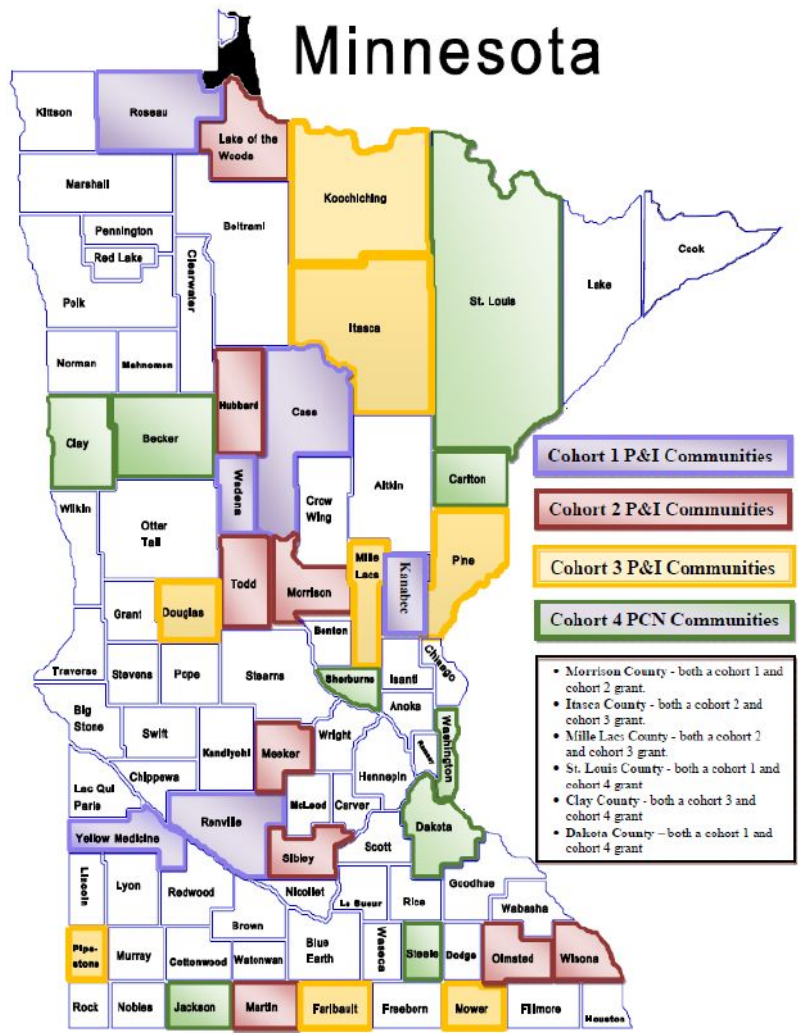 Minnesota
Kittson
Roseau
Lake of the
Woods
Marshall
Koochiching
Pennington
Beltrami
Red Lake
Clearwater
Polk
Cook
Lake
St. Louis
Itasca
Norman
Mahnomen
Hubbard
Cass
Clay
Becker
Wadena
Aitkin
Carlton
Crow
Wing
Wilkin
Otter
Tail
Cohort 1 P&I Communities
Cohort 2 P&I Communities
Cohort 3 P&I Communities
Cohort 4 PCN Communities
Mille
Lacs
Kanabec
Pine
Todd
Morrison
Grant
Douglas
Benton
Chisago
Traverse
Stevens
Pope
Stearns
Sherburne
Isanti
Anoka
Big
Stone
Swift
Kandiyohi
Meeker
Wright
Ramsey
Washington
Hennepin
Chippewa
Lac Qui
Parle
McLeod
Carver
Renville
Dakota
Yellow Medicine
Scott
Sibley
• Morrison County - both a cohort 1 and
cohort 2 grant.
• Itasca County - both a cohort 2 and
cohort 3 grant.
• Mille Lacs County - both a cohort 2
and cohort 3 grant.
• St. Louis County - both a cohort 1 and
cohort 4 grant
• Clay County - both a cohort 3 and
cohort 4 grant
• Dakota County – both a cohort 1 and
cohort 4 grant
Lincoln
Lyon
Redwood
Nicollet
Le Sueur
Rice
Goodhue
Wabasha
Brown
Pipe-
stone
Murray
Cottonwood
Watonwan
Blue
Earth
Waseca
Steele
Dodge
Olmsted
Winona
Rock
Nobles
Jackson
Martin
Faribault
Freeborn
Mower
Fillmore
Houston